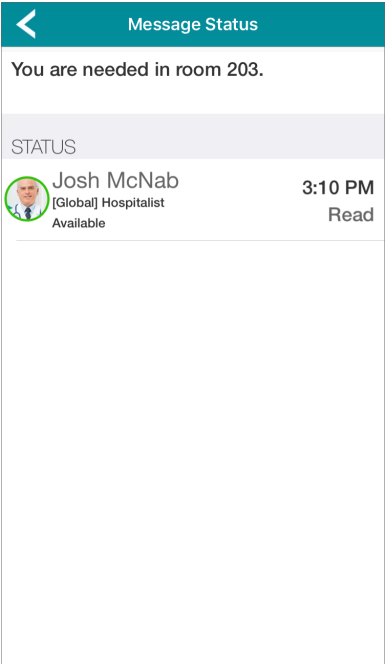 Message Status
You are needed in room 203.
STATUS
Josh McNab
[Global] Hospitalist
Available
3:10 PM
Read